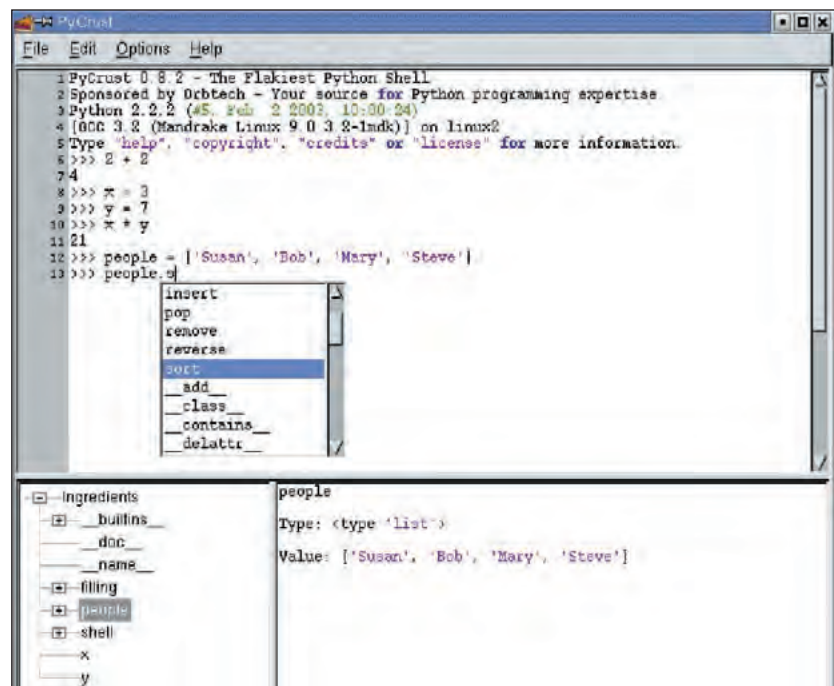 PyCrust
File Edit Options Help
1 PyCrust 0.8.2 - The Flakiest Python Shell
2 Sponsored by Orbtech - Your source for Python programming expertise.
3 Python 2.2.2 (#5, Feb 2 2003, 10:00:24)
4 [GCC 3.2 (Mandrake Linux 9.0 3.2-1mdk)] on linux2
5 Type "help", "copyright", "credits" or "license" for more information.
6 >>> 2 + 2
7 4
8 >>> x = 3
9 >>> y = 7
10 >>> x * y
11 21
12 >>> people = ['Susan', 'Bob', 'Mary', 'Steve']
13 >>> people.s
insert
pop
remove
reverse
sort
__add__
__class__
__contains__
__delattr__
Ingredients
__builtins__
__doc__
__name__
filling
people
shell
x
y
people
Type: <type 'list'>
Value: ['Susan', 'Bob', 'Mary', 'Steve']